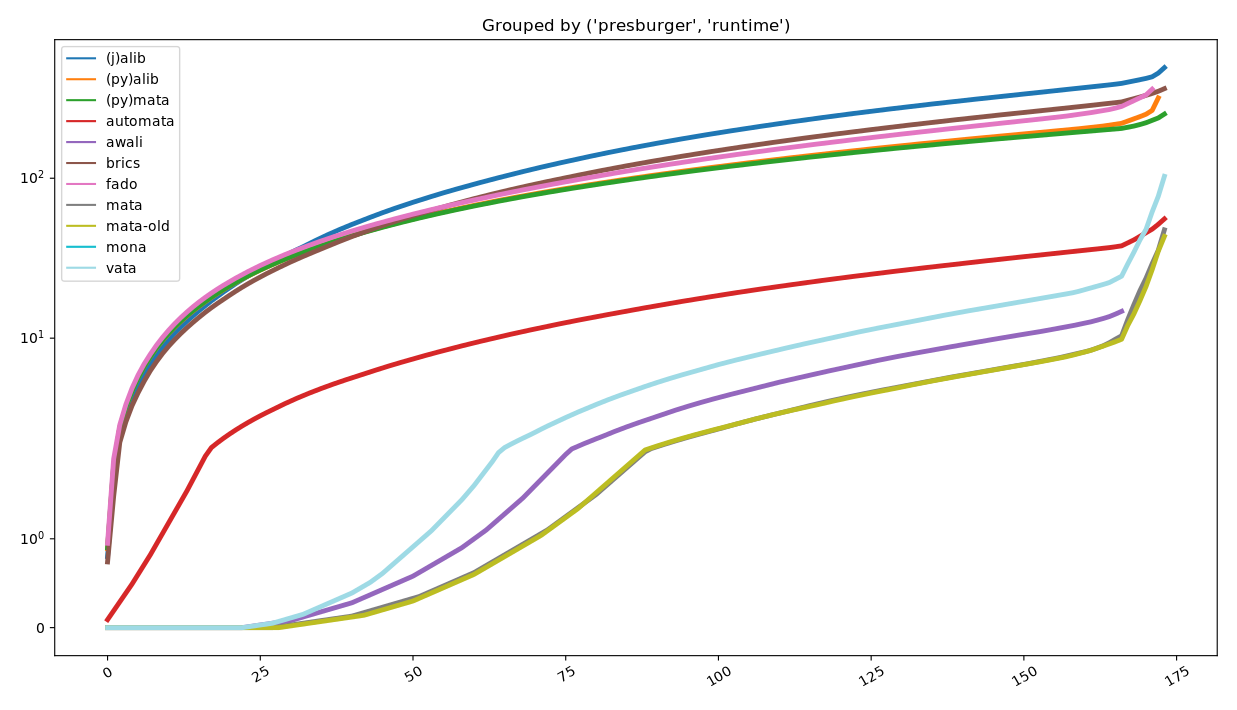 Grouped by ('presburger', 'runtime')
(j)alib
(py)alib
(py)mata
automata
awali
brics
fado
mata
mata-old
mona
vata
10²
10¹
10⁰
0
0
25
50
75
100
125
150
175